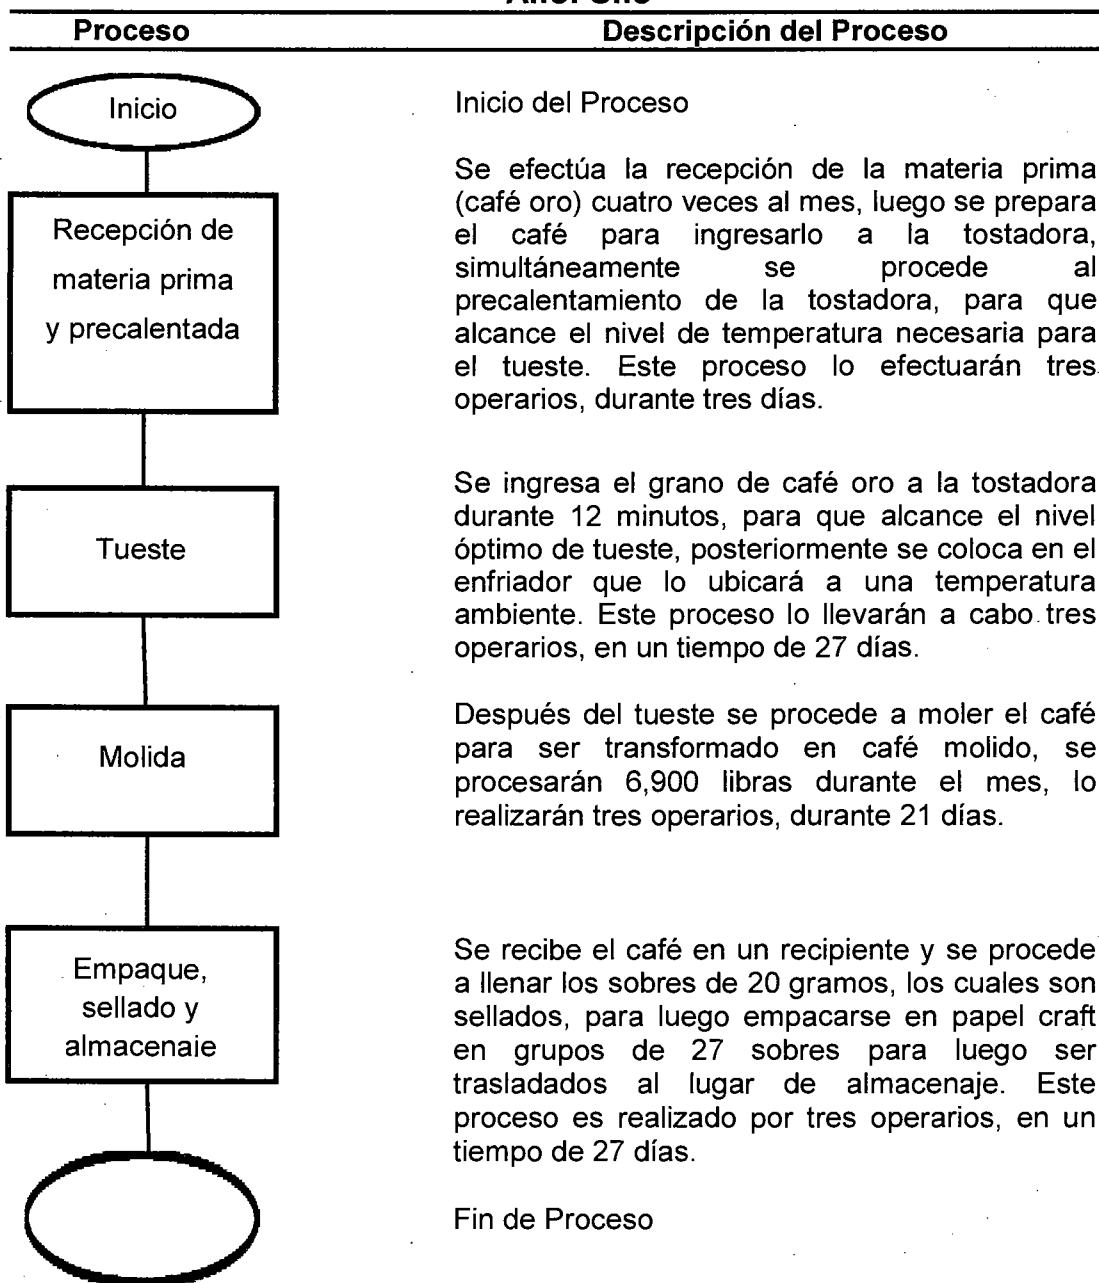 Proceso Descripción del Proceso
Inicio
Inicio del Proceso
Recepción de
materia prima
y precalentada
Se efectúa la recepción de la materia prima
(café oro) cuatro veces al mes, luego se prepara
el café para ingresarlo a la tostadora,
simultáneamente se procede al
precalentamiento de la tostadora, para que
alcance el nivel de temperatura necesaria para
el tueste. Este proceso lo efectuarán tres
operarios, durante tres días.
Tueste
Se ingresa el grano de café oro a la tostadora
durante 12 minutos, para que alcance el nivel
óptimo de tueste, posteriormente se coloca en el
enfriador que lo ubicará a una temperatura
ambiente. Este proceso lo llevarán a cabo tres
operarios, en un tiempo de 27 días.
Molida
Después del tueste se procede a moler el café
para ser transformado en café molido, se
procesarán 6,900 libras durante el mes, lo
realizarán tres operarios, durante 21 días.
Empaque,
sellado y
almacenaje
Se recibe el café en un recipiente y se procede
a llenar los sobres de 20 gramos, los cuales son
sellados, para luego empacarse en papel craft
en grupos de 27 sobres para luego ser
trasladados al lugar de almacenaje. Este
proceso es realizado por tres operarios, en un
tiempo de 27 días.
Fin de Proceso